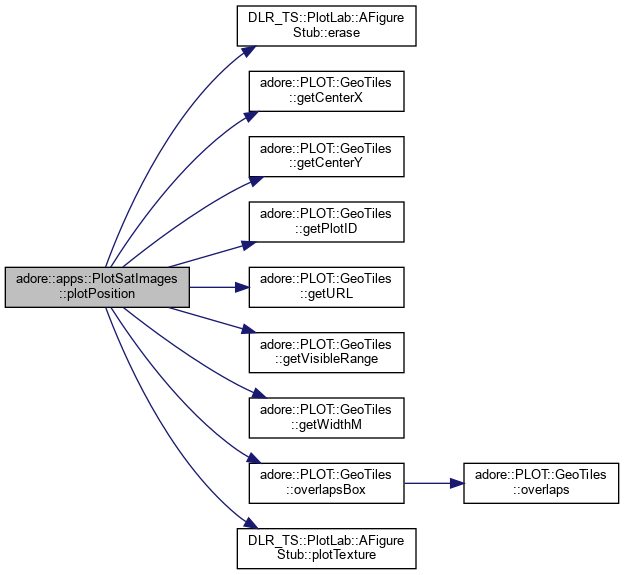 DLR_TS::PlotLab::AFigure
Stub::erase
adore::PLOT::GeoTiles
::getCenterX
adore::PLOT::GeoTiles
::getCenterY
adore::PLOT::GeoTiles
::getPlotID
adore::apps::PlotSatImages
::plotPosition
adore::PLOT::GeoTiles
::getURL
adore::PLOT::GeoTiles
::getVisibleRange
adore::PLOT::GeoTiles
::getWidthM
adore::PLOT::GeoTiles
::overlapsBox
adore::PLOT::GeoTiles
::overlaps
DLR_TS::PlotLab::AFigure
Stub::plotTexture